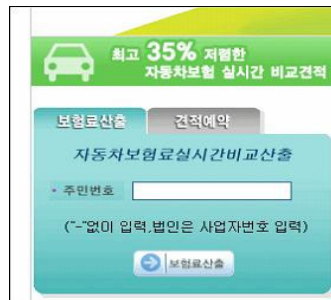 최고 35% 저렴한
자동차보험 실시간 비교견적
보험료산출 견적예약
자동차보험료실시간비교산출
주민번호
("-"없이 입력,법인은 사업자번호 입력)
보험료산출